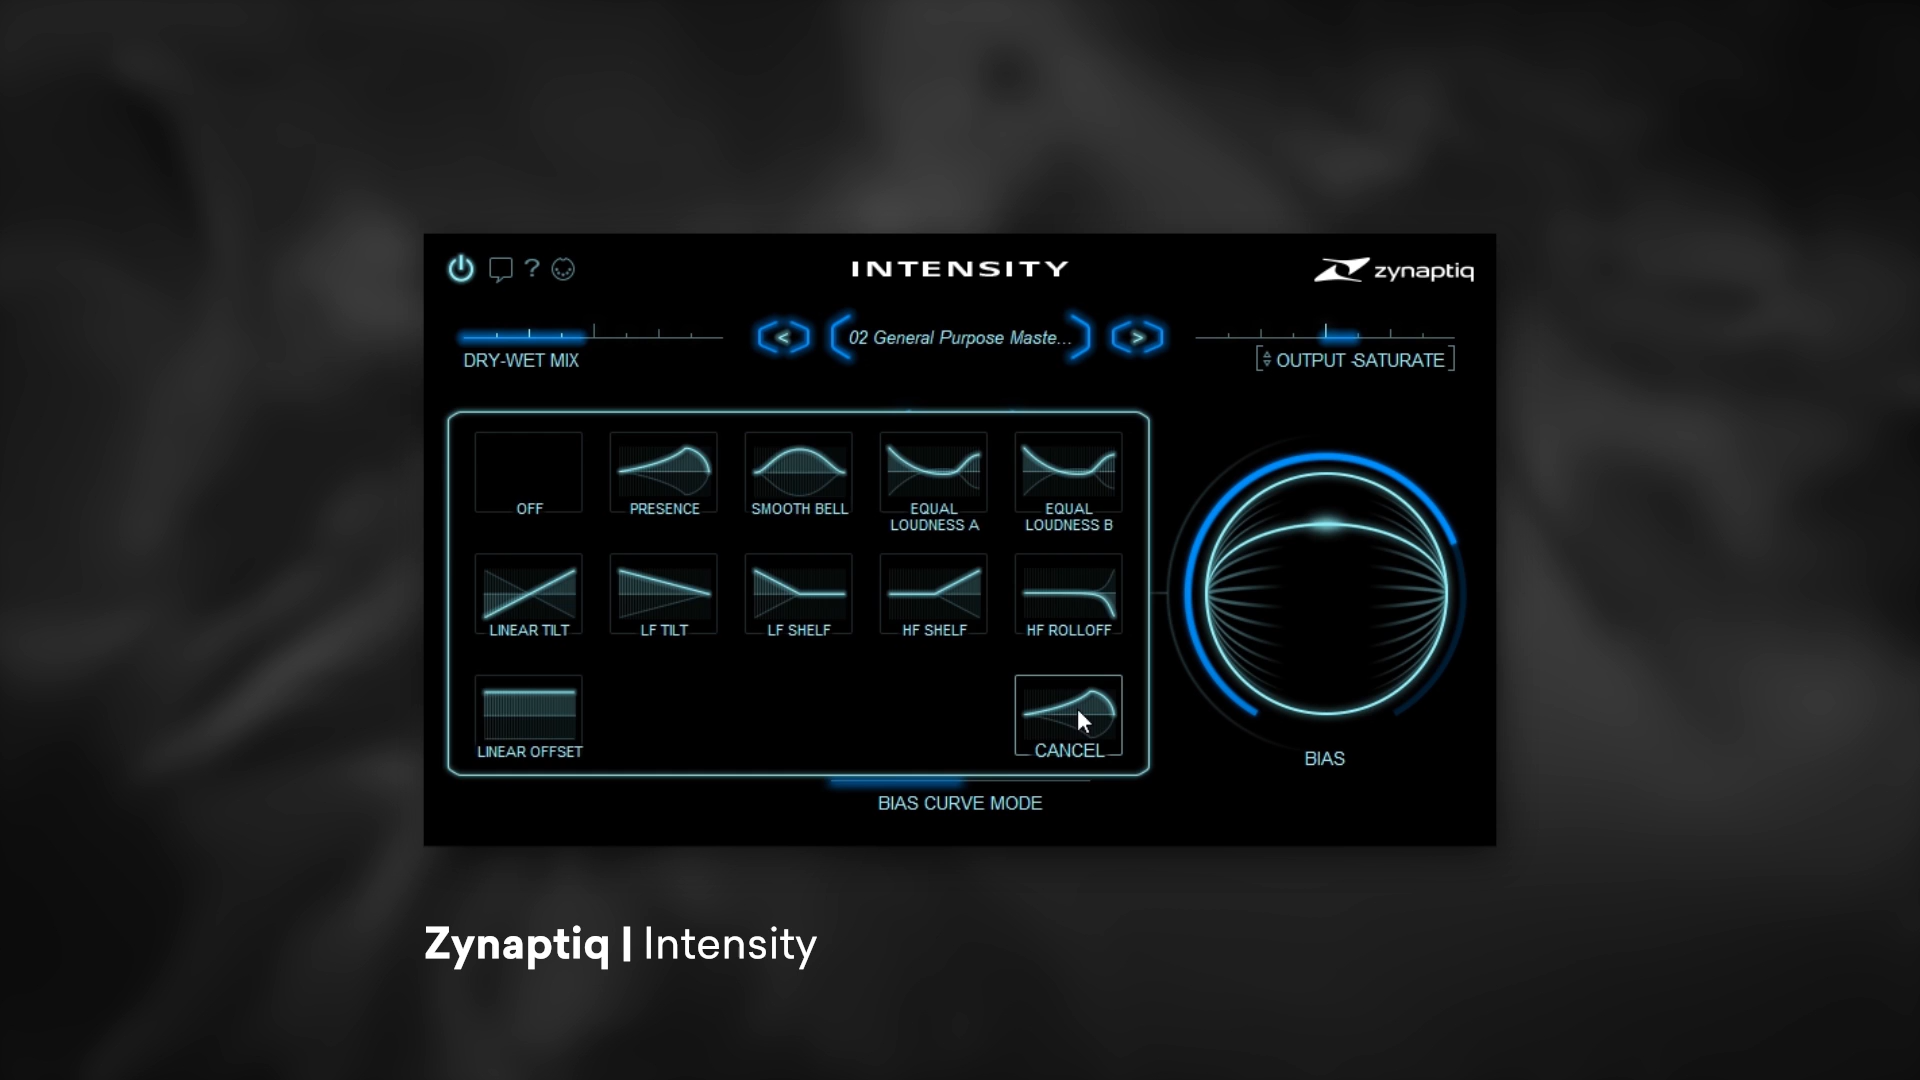 INTENSITY
zynaptiq
?
<
02 General Purpose Maste...
>
DRY-WET MIX
OUTPUT -SATURATE
OFF
PRESENCE
SMOOTH BELL
EQUAL
LOUDNESS A
EQUAL
LOUDNESS B
LINEAR TILT
LF TILT
LF SHELF
HF SHELF
HF ROLLOFF
LINEAR OFFSET
CANCEL
BIAS
BIAS CURVE MODE
Zynaptiq | Intensity